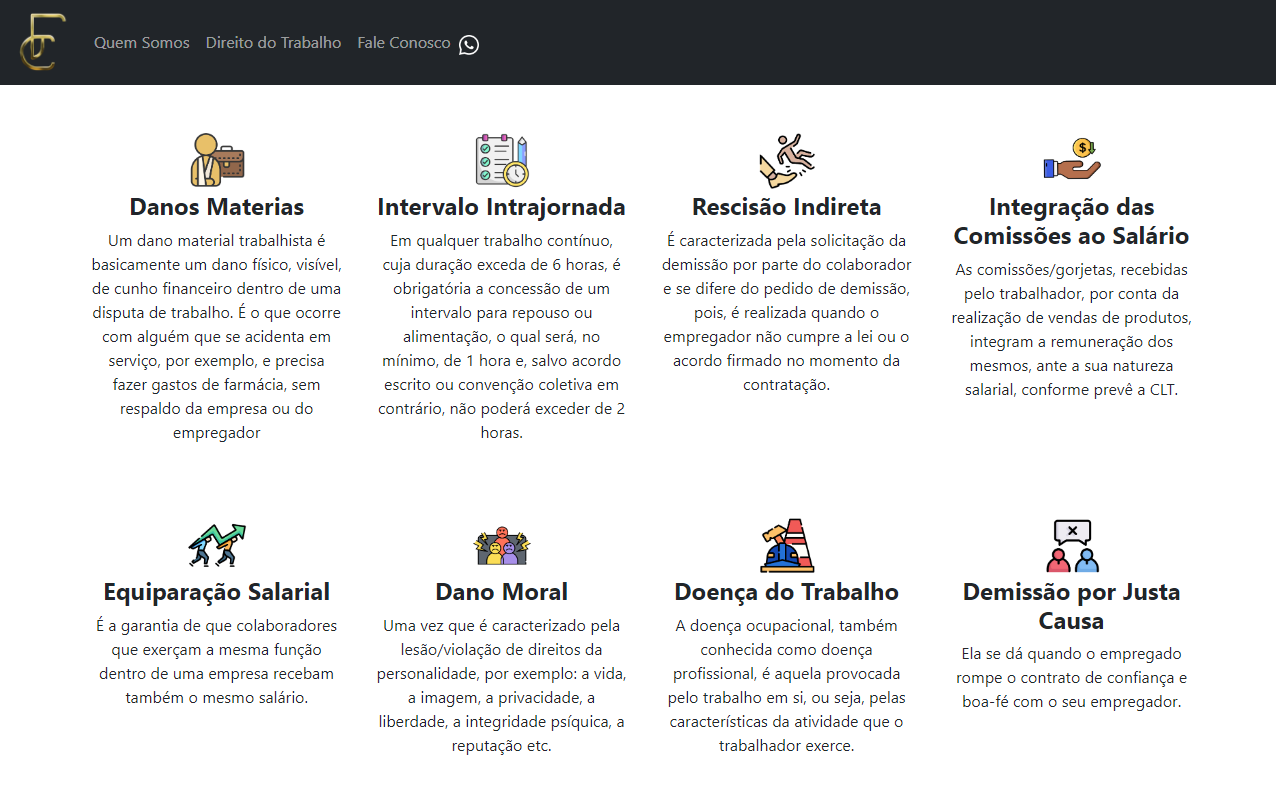 Quem Somos Direito do Trabalho Fale Conosco
Danos Materias
Um dano material trabalhista é
basicamente um dano físico, visível,
de cunho financeiro dentro de uma
disputa de trabalho. É o que ocorre
com alguém que se acidenta em
serviço, por exemplo, e precisa
fazer gastos de farmácia, sem
respaldo da empresa ou do
empregador
Intervalo Intrajornada
Em qualquer trabalho contínuo,
cuja duração exceda de 6 horas, é
obrigatória a concessão de um
intervalo para repouso ou
alimentação, o qual será, no
mínimo, de 1 hora e, salvo acordo
escrito ou convenção coletiva em
contrário, não poderá exceder de 2
horas.
Rescisão Indireta
É caracterizada pela solicitação da
demissão por parte do colaborador
e se difere do pedido de demissão,
pois, é realizada quando o
empregador não cumpre a lei ou o
acordo firmado no momento da
contratação.
$
Integração das
Comissões ao Salário
As comissões/gorjetas, recebidas
pelo trabalhador, por conta da
realização de vendas de produtos,
integram a remuneração dos
mesmos, ante a sua natureza
salarial, conforme prevê a CLT.
Equiparação Salarial
É a garantia de que colaboradores
que exerçam a mesma função
dentro de uma empresa recebam
também o mesmo salário.
Dano Moral
Uma vez que é caracterizado pela
lesão/violação de direitos da
personalidade, por exemplo: a vida,
a imagem, a privacidade, a
liberdade, a integridade psíquica, a
reputação etc.
Doença do Trabalho
A doença ocupacional, também
conhecida como doença
profissional, é aquela provocada
pelo trabalho em si, ou seja, pelas
características da atividade que o
trabalhador exerce.
Demissão por Justa
Causa
Ela se dá quando o empregado
rompe o contrato de confiança e
boa-fé com o seu empregador.